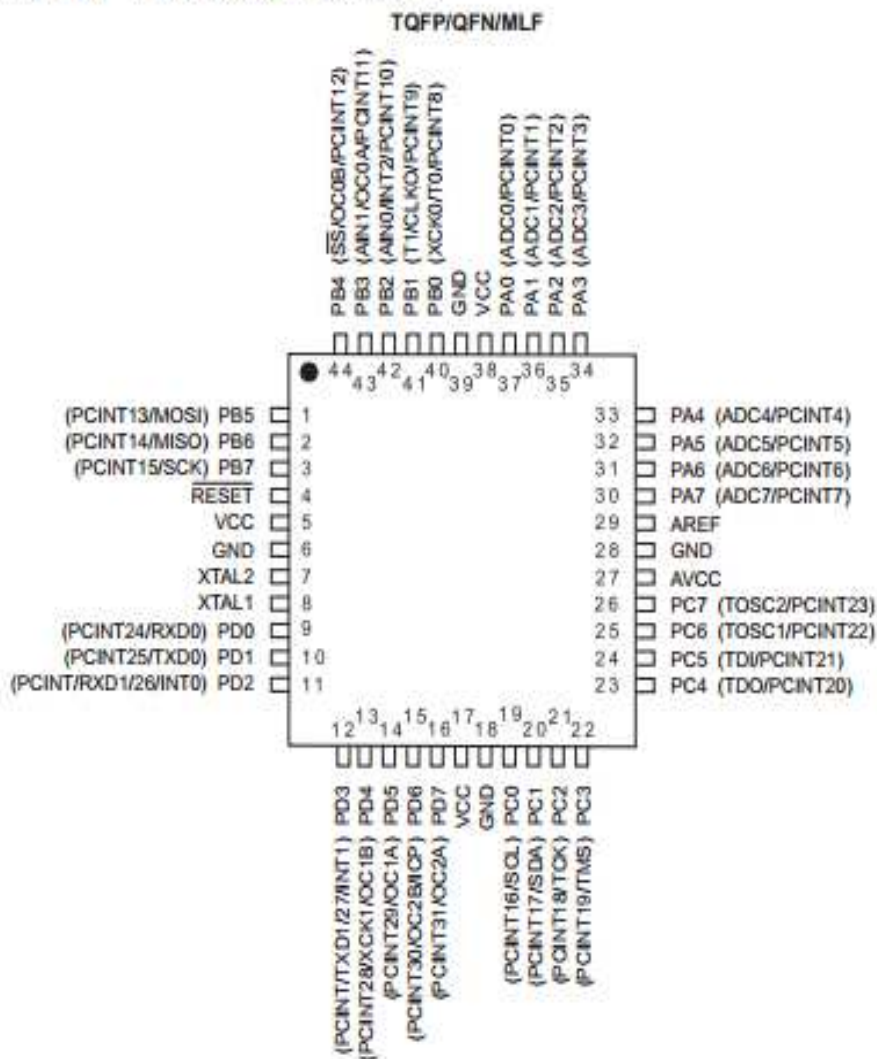 TQFP/QFN/MLF
PB4 (SS/OC0B/PCINT12)
PB3 (AIN1/OC0A/PCINT11)
PB2 (AIN0/INT2/PCINT10)
PB1 (T1/CLKO/PCINT9)
PB0 (XCK0/T0/PCINT8)
GND
VCC
PA0 (ADC0/PCINT0)
PA1 (ADC1/PCINT1)
PA2 (ADC2/PCINT2)
PA3 (ADC3/PCINT3)
44 43 42 41 40 39 38 37 36 35 34
(PCINT13/MOSI) PB5 1
(PCINT14/MISO) PB6 2
(PCINT15/SCK) PB7 3
RESET 4
VCC 5
GND 6
XTAL2 7
XTAL1 8
(PCINT24/RXD0) PD0 9
(PCINT25/TXD0) PD1 10
(PCINT/RXD1/26/INT0) PD2 11
33 PA4 (ADC4/PCINT4)
32 PA5 (ADC5/PCINT5)
31 PA6 (ADC6/PCINT6)
30 PA7 (ADC7/PCINT7)
29 AREF
28 GND
27 AVCC
26 PC7 (TOSC2/PCINT23)
25 PC6 (TOSC1/PCINT22)
24 PC5 (TDI/PCINT21)
23 PC4 (TDO/PCINT20)
12 13 14 15 16 17 18 19 20 21 22
(PCINT/TXD1/27/INT1) PD3
(PCINT28/XCK1/OC1B) PD4
(PCINT29/OC1A) PD5
(PCINT30/OC2B/ICP) PD6
(PCINT31/OC2A) PD7
VCC
GND
(PCINT16/SCL) PC0
(PCINT17/SDA) PC1
(PCINT18/TCK) PC2
(PCINT19/TMS) PC3